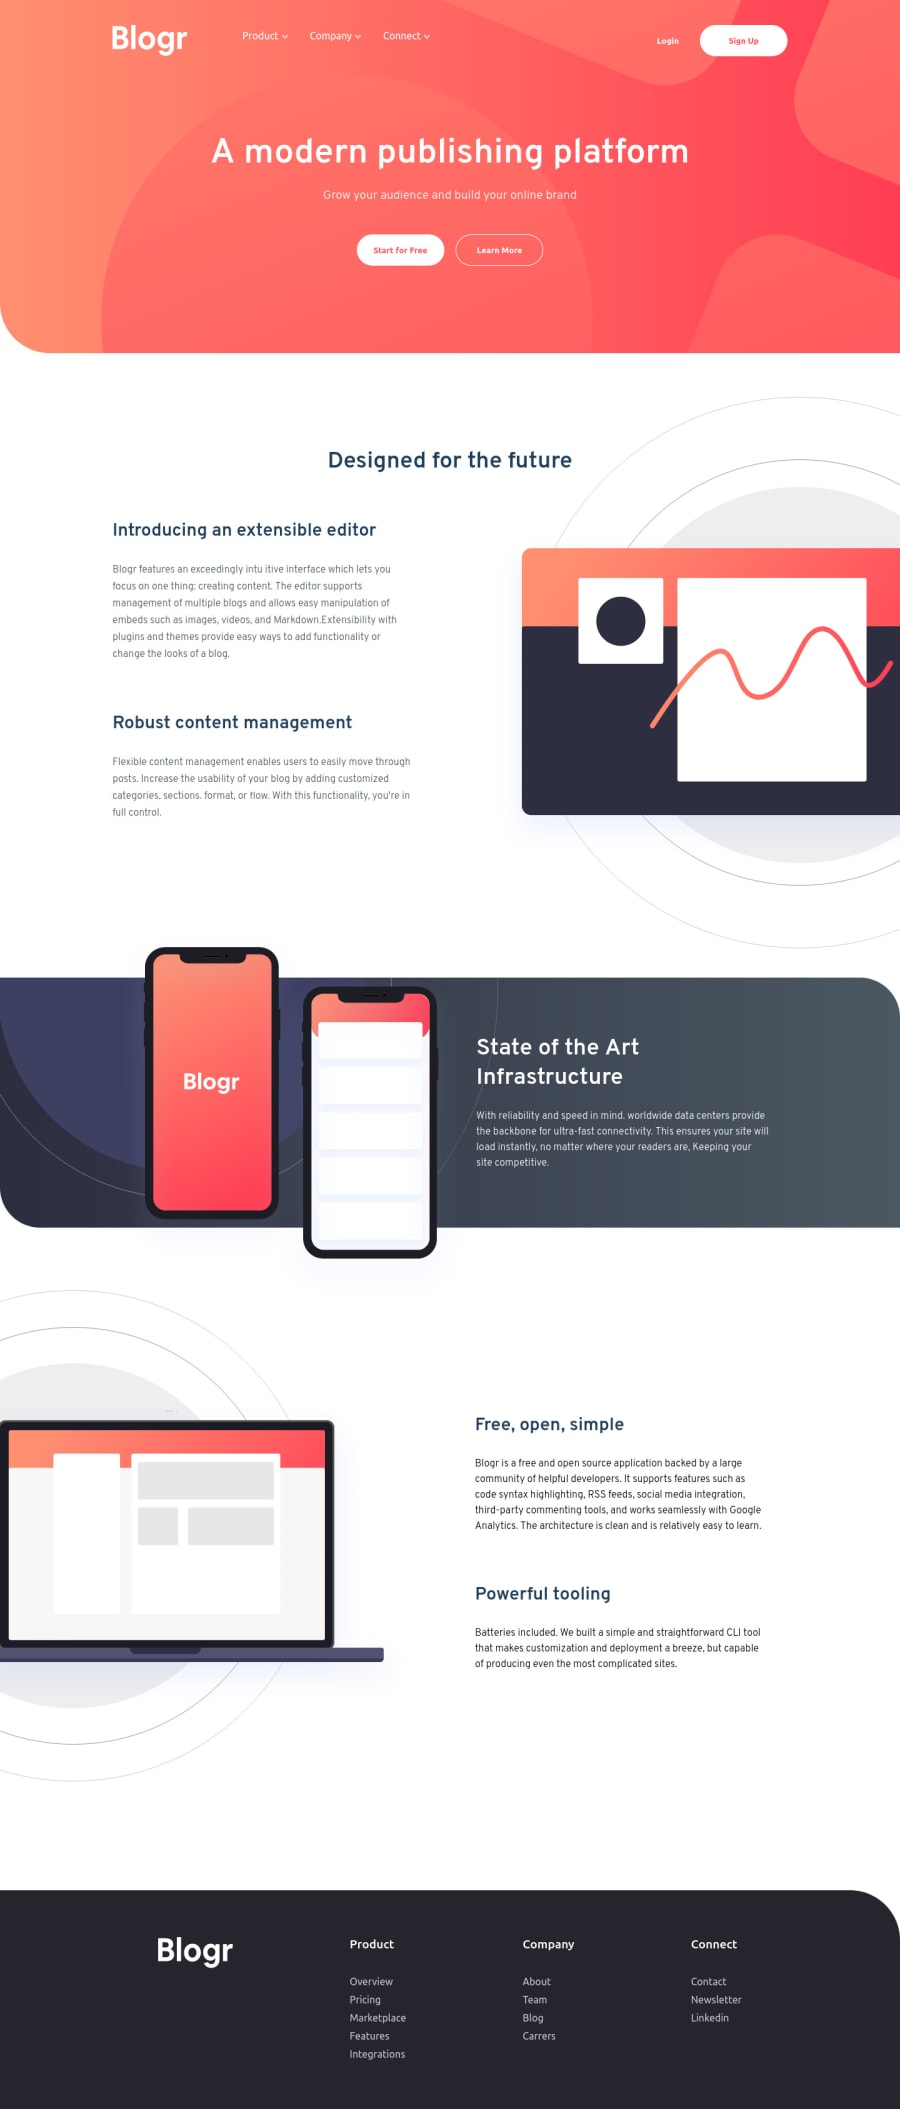 Blogr
Product
Company
Connect
Login
Sign Up
A modern publishing platform
Grow your audience and build your online brand
Start for Free
Learn More
Designed for the future
Introducing an extensible editor
Blogr features an exceedingly intu itive interface which lets you
focus on one thing: creating content. The editor supports
management of multiple blogs and allows easy manipulation of
embeds such as images, videos, and Markdown.Extensibility with
plugins and themes provide easy ways to add functionality or
change the looks of a blog.
Robust content management
Flexible content management enables users to easily move through
posts. Increase the usability of your blog by adding customized
categories, sections. format, or flow. With this functionality, you're in
full control.
Blogr
State of the Art
Infrastructure
With reliability and speed in mind. worldwide data centers provide
the backbone for ultra-fast connectivity. This ensures your site will
load instantly, no matter where your readers are, Keeping your
site competitive.
Free, open, simple
Blogr is a free and open source application backed by a large
community of helpful developers. It supports features such as
code syntax highlighting, RSS feeds, social media integration,
third-party commenting tools, and works seamlessly with Google
Analytics. The architecture is clean and is relatively easy to learn.
Powerful tooling
Batteries included. We built a simple and straightforward CLI tool
that makes customization and deployment a breeze, but capable
of producing even the most complicated sites.
Blogr
Product
Overview
Pricing
Marketplace
Features
Integrations
Company
About
Team
Blog
Carrers
Connect
Contact
Newsletter
Linkedin